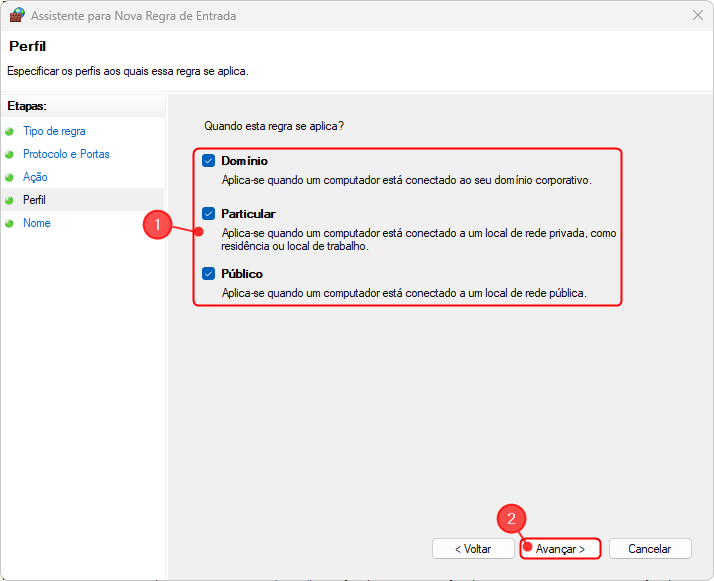 Assistente para Nova Regra de Entrada
Perfil
Especificar os perfis aos quais essa regra se aplica.
Etapas:
Tipo de regra
Protocolo e Portas
Ação
Perfil
Nome
Quando esta regra se aplica?
Domínio
Aplica-se quando um computador está conectado ao seu domínio corporativo.
Particular
Aplica-se quando um computador está conectado a um local de rede privada, como
residência ou local de trabalho.
Público
Aplica-se quando um computador está conectado a um local de rede pública.
1
2
< Voltar
Avançar >
Cancelar